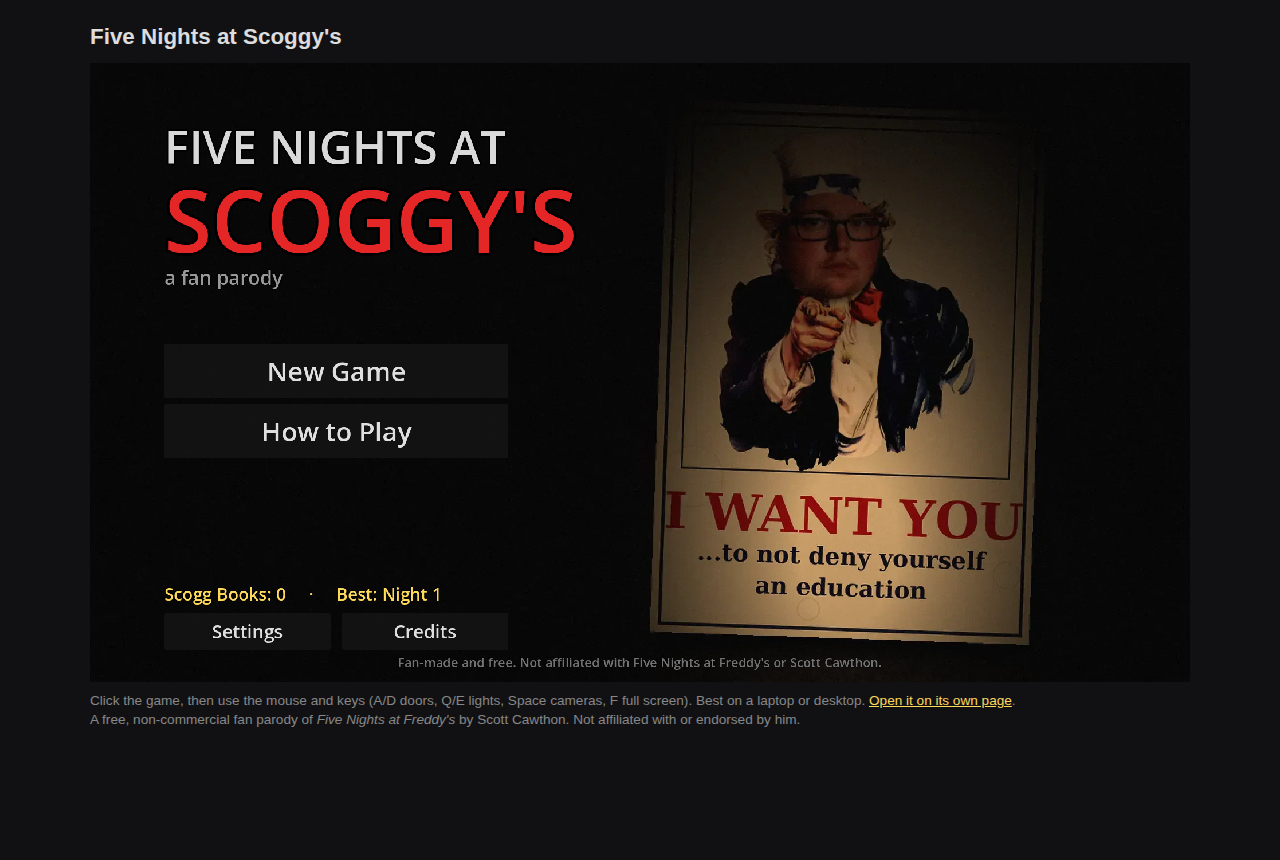 Five Nights at Scoggy's
FIVE NIGHTS AT
SCOGGY'S
a fan parody
New Game
How to Play
I WANT YOU
...to not deny yourself
an education
Scogg Books: 0 · Best: Night 1
Settings
Credits
Fan-made and free. Not affiliated with Five Nights at Freddy's or Scott Cawthon.
Click the game, then use the mouse and keys (A/D doors, Q/E lights, Space cameras, F full screen). Best on a laptop or desktop. Open it on its own page.
A free, non-commercial fan parody of Five Nights at Freddy's by Scott Cawthon. Not affiliated with or endorsed by him.